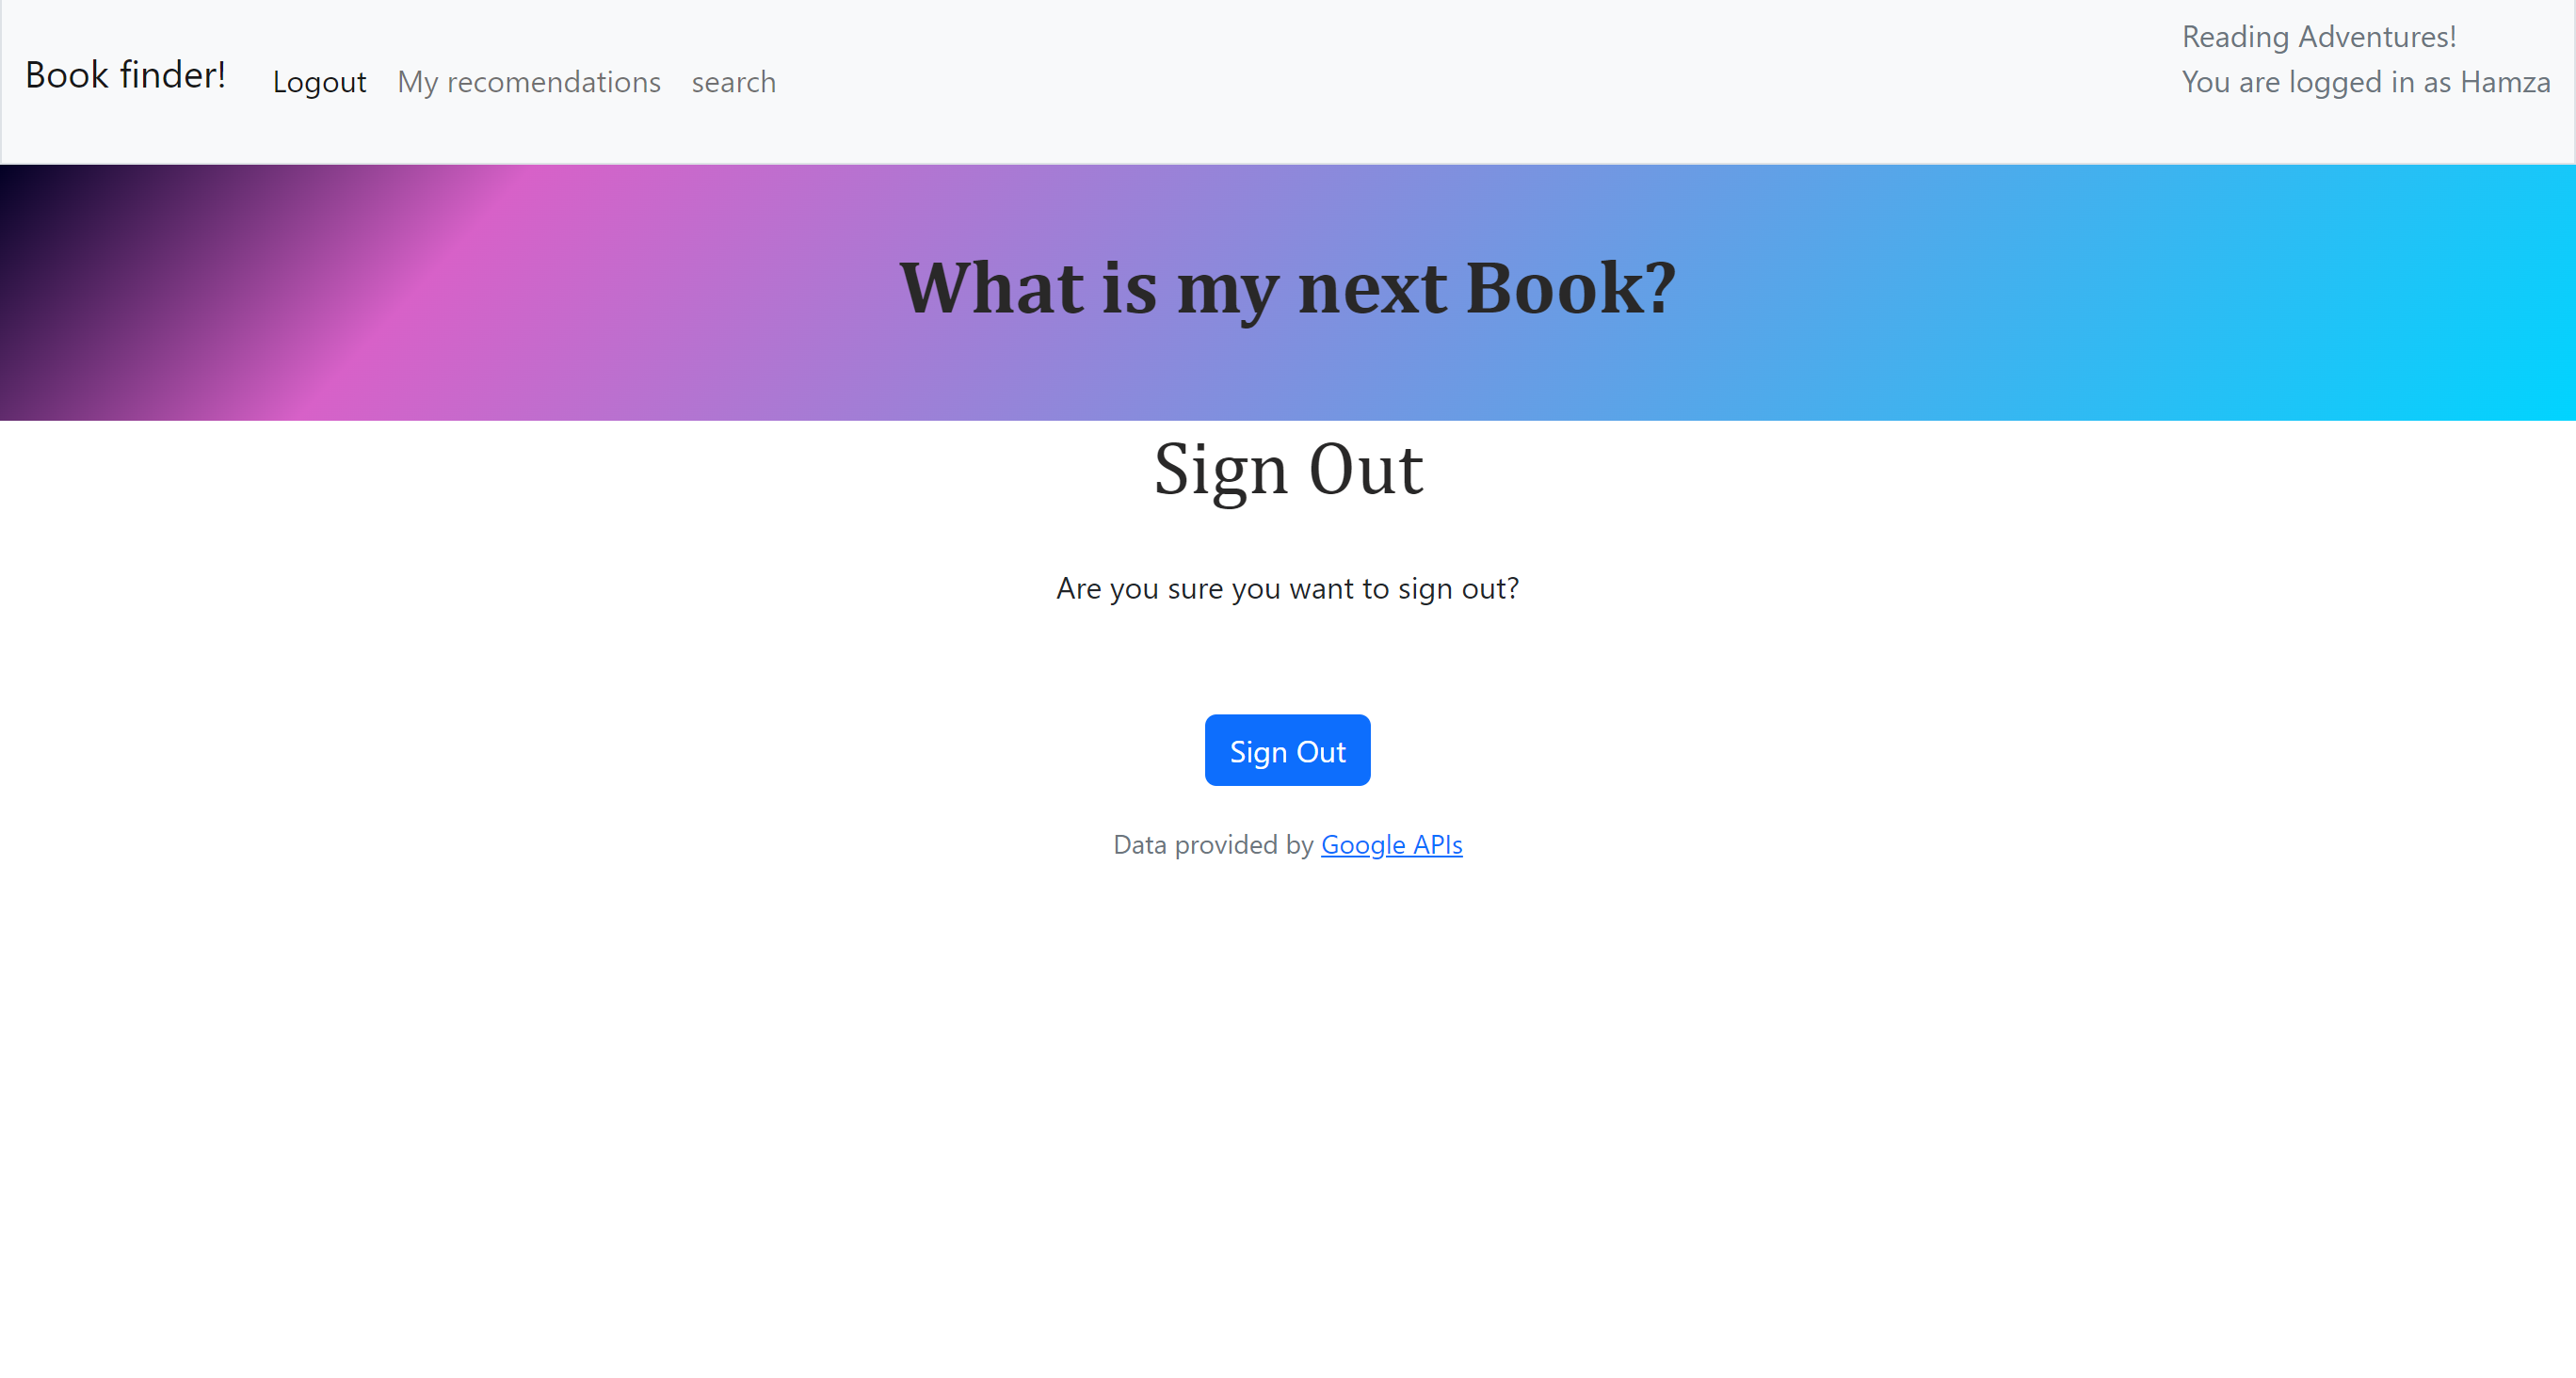 Book finder! Logout My recomendations search
Reading Adventures!
You are logged in as Hamza
What is my next Book?
Sign Out
Are you sure you want to sign out?
Sign Out
Data provided by Google APIs